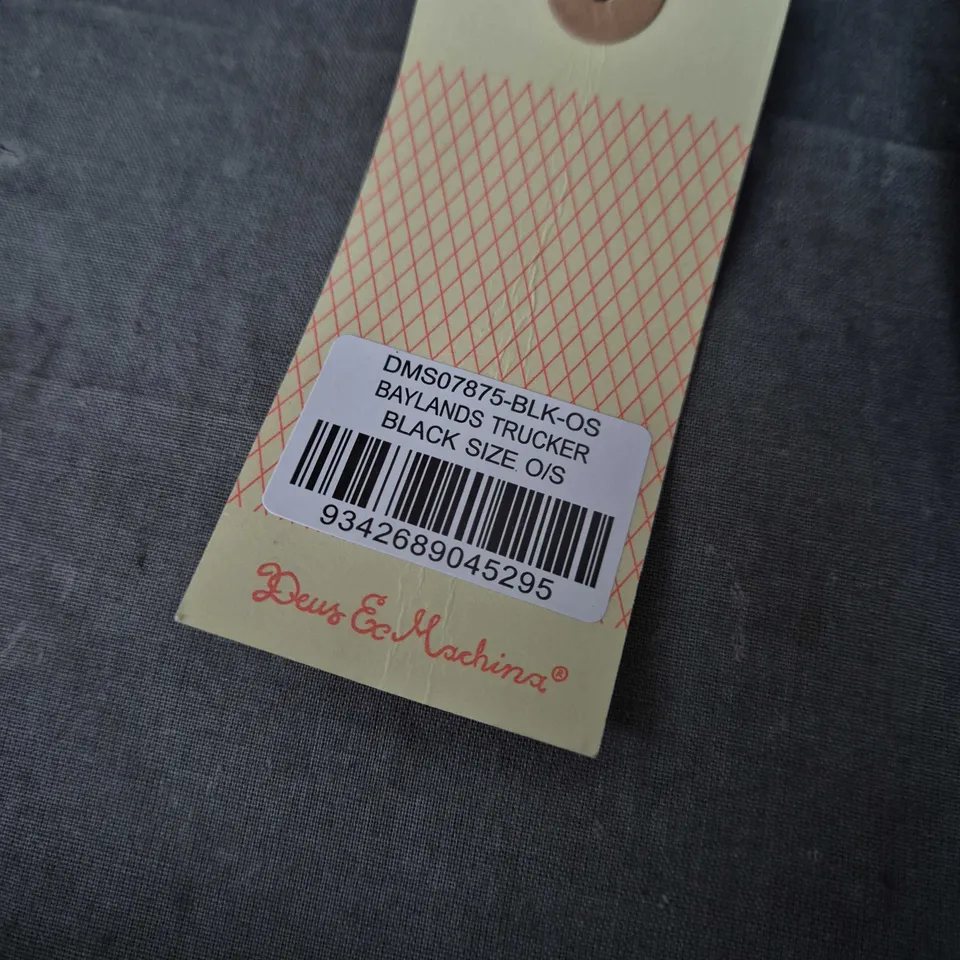 DMS07875-BLK-OS
BAYLANDS TRUCKER
BLACK SIZE. O/S
9342689045295
Deus Ex Machina®